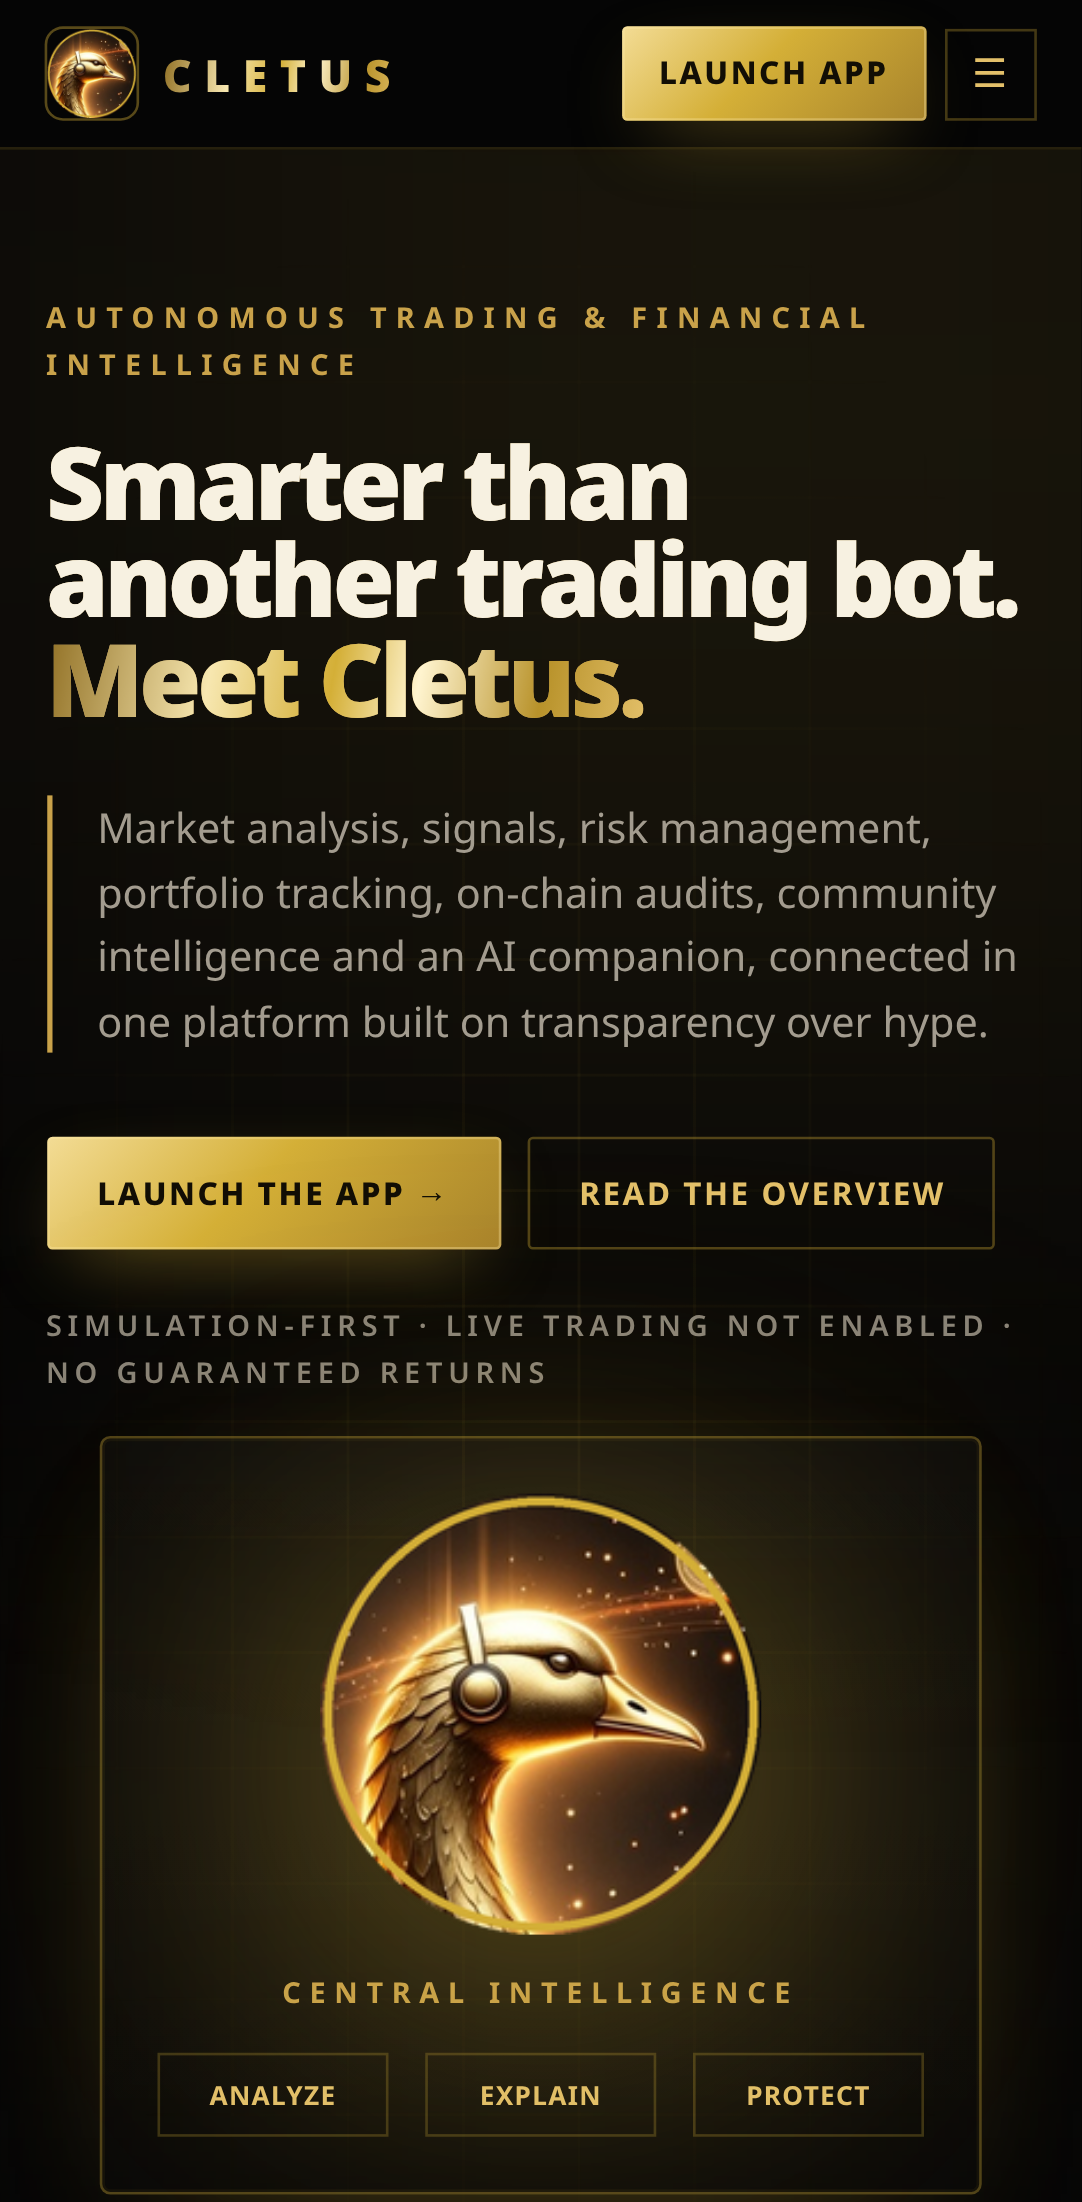 CLETUS
LAUNCH APP
☰
AUTONOMOUS TRADING & FINANCIAL
INTELLIGENCE
Smarter than
another trading bot.
Meet Cletus.
Market analysis, signals, risk management,
portfolio tracking, on-chain audits, community
intelligence and an AI companion, connected in
one platform built on transparency over hype.
LAUNCH THE APP →
READ THE OVERVIEW
SIMULATION-FIRST · LIVE TRADING NOT ENABLED ·
NO GUARANTEED RETURNS
CENTRAL INTELLIGENCE
ANALYZE
EXPLAIN
PROTECT